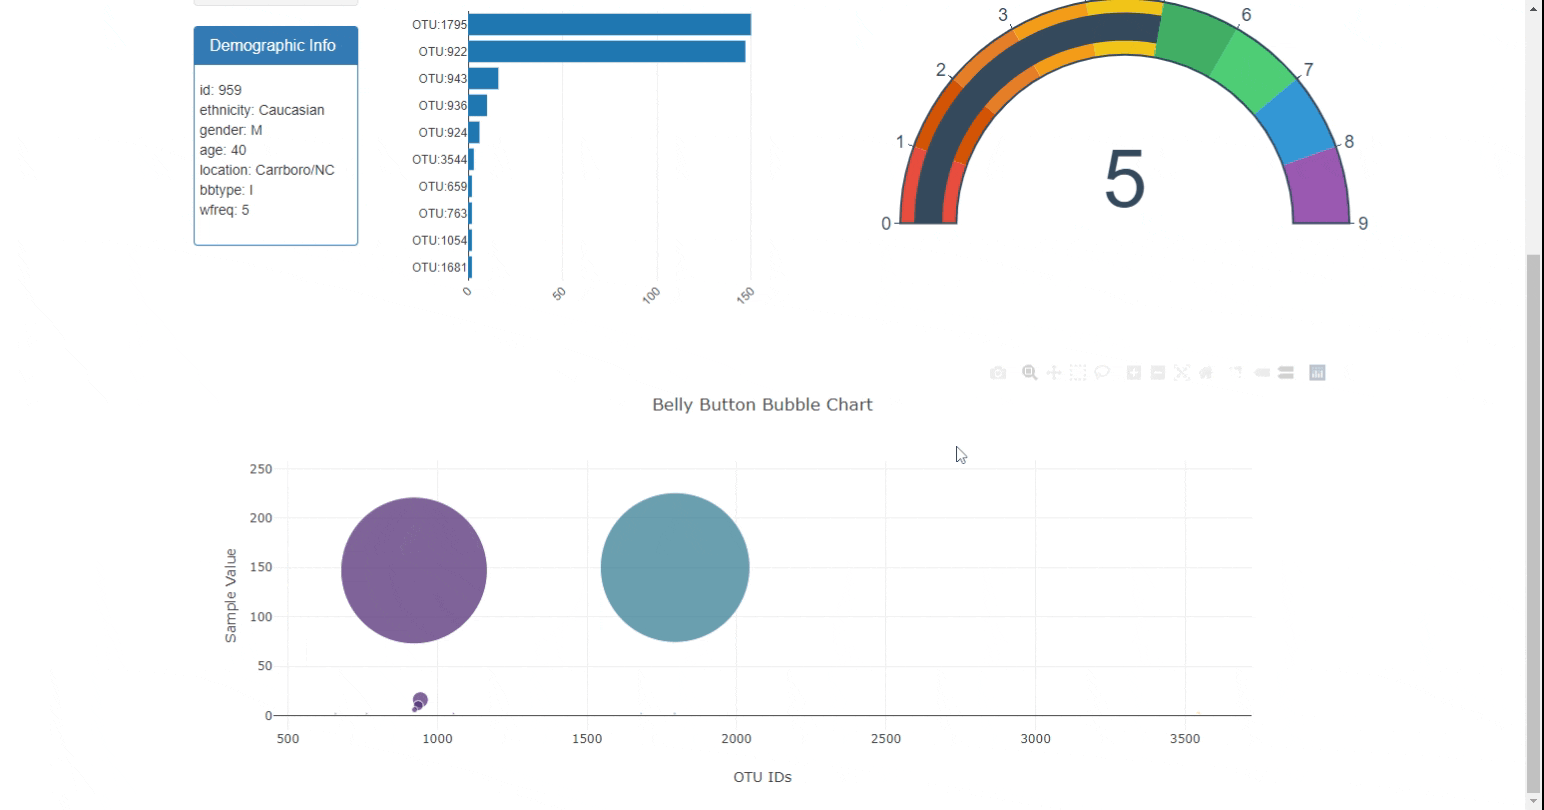 Demographic Info
id: 959
ethnicity: Caucasian
gender: M
age: 40
location: Carrboro/NC
bbtype: I
wfreq: 5
OTU:1795
OTU:922
OTU:943
OTU:936
OTU:924
OTU:3544
OTU:659
OTU:763
OTU:1054
OTU:1681
0 50 100 150
0
1
2
3
6
7
8
9
5
Belly Button Bubble Chart
Sample Value
250
200
150
100
50
0
500 1000 1500 2000 2500 3000 3500
OTU IDs